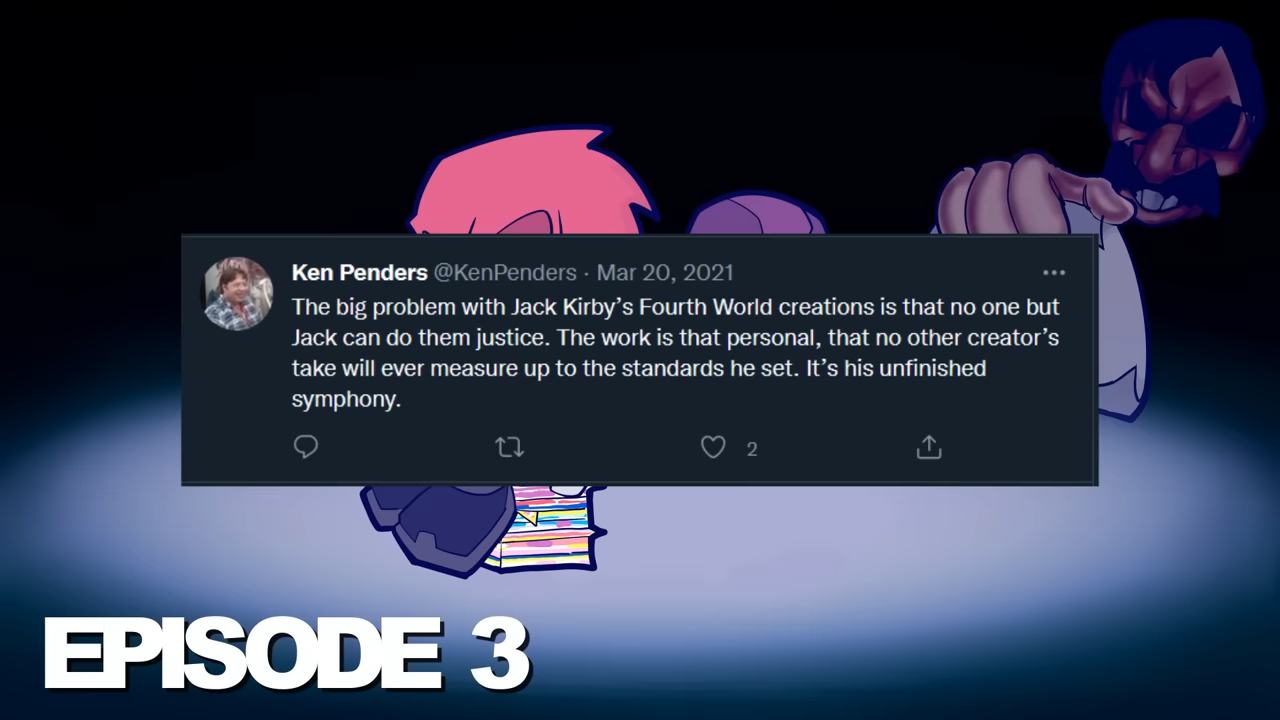 Ken Penders @KenPenders · Mar 20, 2021
The big problem with Jack Kirby’s Fourth World creations is that no one but
Jack can do them justice. The work is that personal, that no other creator’s
take will ever measure up to the standards he set. It’s his unfinished
symphony.
2
EPISODE 3